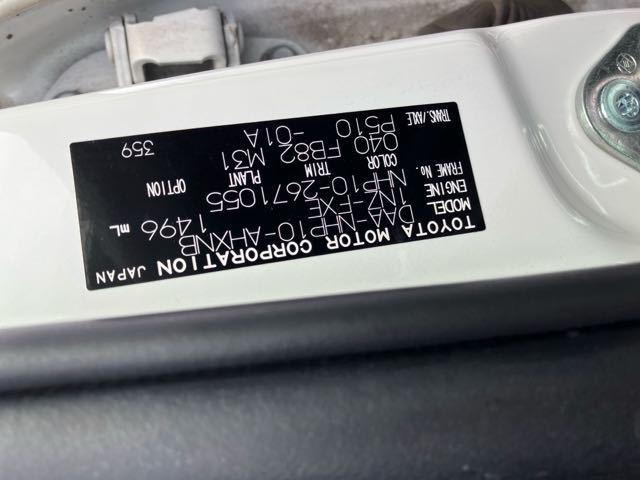 TOYOTA MOTOR CORPORATION JAPAN
MODEL DAA-NHP10-AHXNB
ENGINE 1NZ-FXE 1496 mL
FRAME No. NHP10-2671055
COLOR TRIM PLANT OPTION
040 FB82 M31
TRANS./AXLE P510 -01A 359